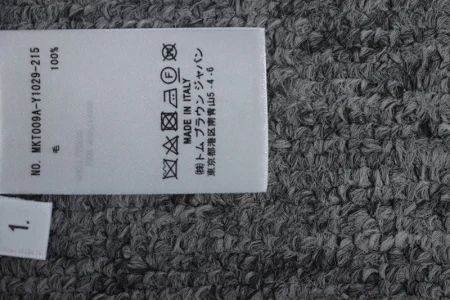 NO. MKT009A-Y1029-215
毛 100%
MADE IN ITALY
(株)トム ブラウン ジャパン
東京都港区南青山5-4-6
1.